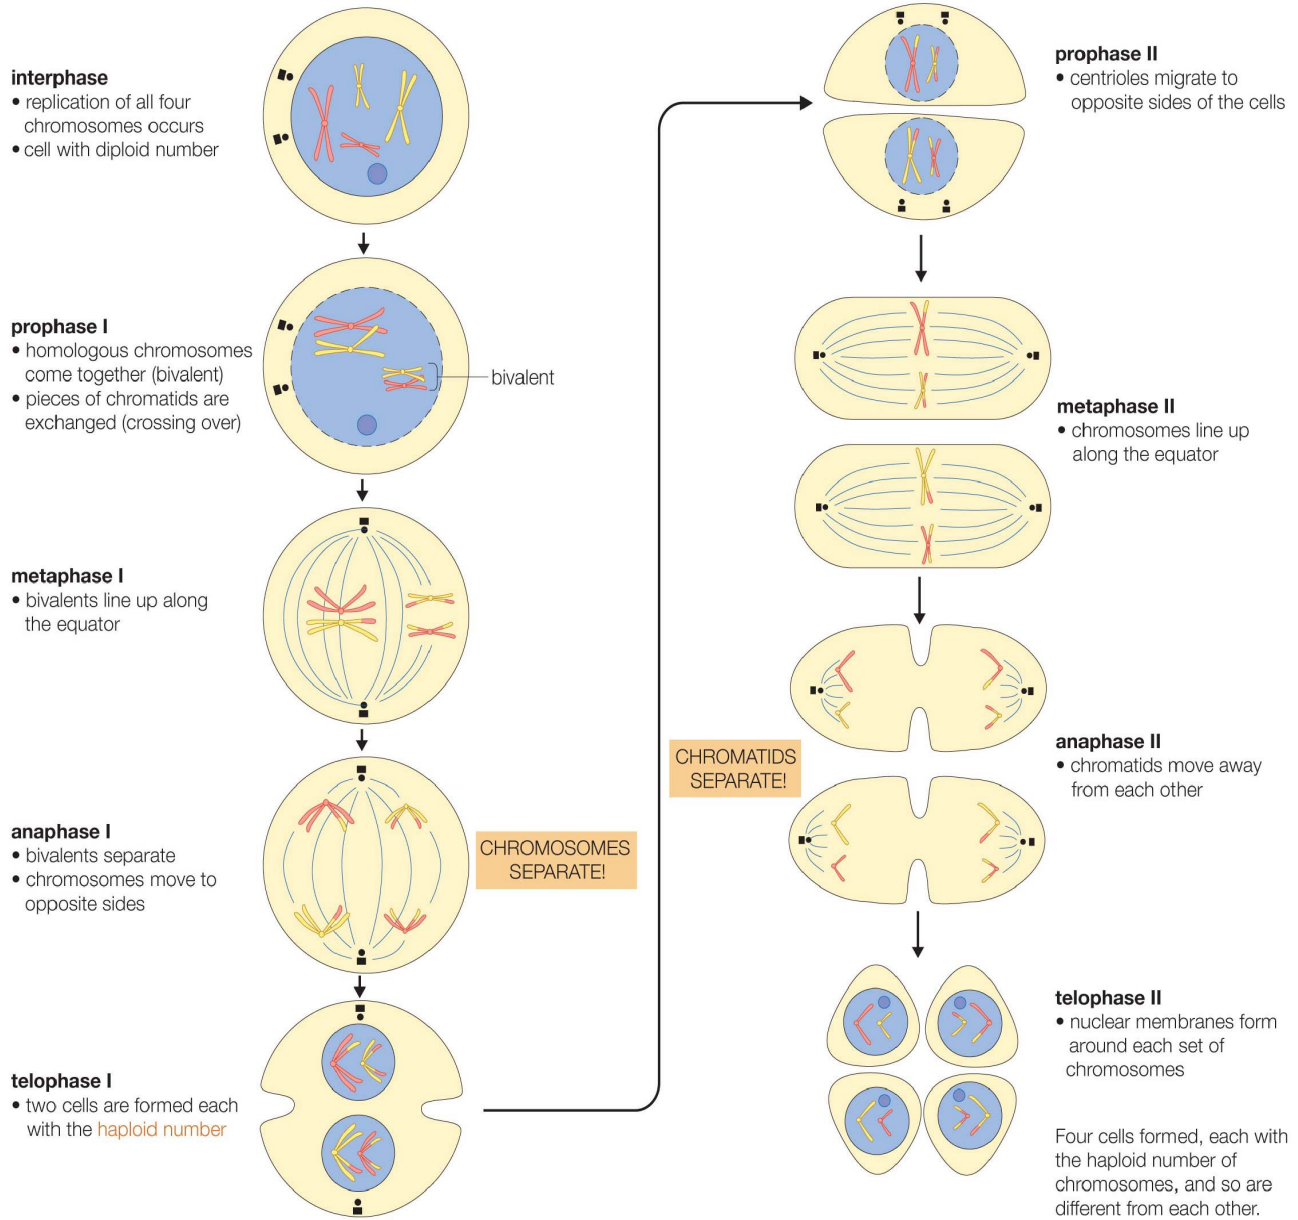 interphase
• replication of all four
chromosomes occurs
• cell with diploid number
prophase I
• homologous chromosomes
come together (bivalent)
• pieces of chromatids are
exchanged (crossing over)
bivalent
metaphase I
• bivalents line up along
the equator
anaphase I
• bivalents separate
• chromosomes move to
opposite sides
CHROMOSOMES
SEPARATE!
telophase I
• two cells are formed each
with the haploid number
prophase II
• centrioles migrate to
opposite sides of the cells
metaphase II
• chromosomes line up
along the equator
CHROMATIDS
SEPARATE!
anaphase II
• chromatids move away
from each other
telophase II
• nuclear membranes form
around each set of
chromosomes
Four cells formed, each with
the haploid number of
chromosomes, and so are
different from each other.